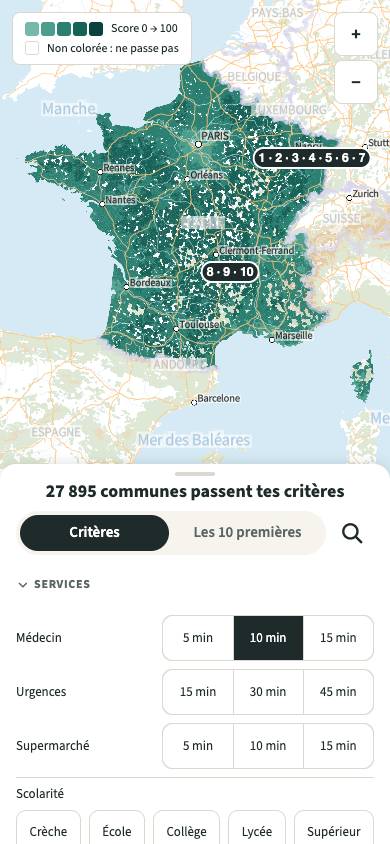 Score 0 → 100
Non colorée : ne passe pas
+
−
PAYS-BAS
BELGIQUE
LUXEMBOURG
Manche
PARIS
1 · 2 · 3 · 4 · 5 · 6 · 7
Stutt
Rennes
Orléans
Zurich
Nantes
SUISSE
Clermont-Ferrand
8 · 9 · 10
Bordeaux
Toulouse
Marseille
ANDORRE
Barcelone
ESPAGNE
Mer des Baléares
Me
27 895 communes passent tes critères
Critères
Les 10 premières
SERVICES
Médecin
5 min
10 min
15 min
Urgences
15 min
30 min
45 min
Supermarché
5 min
10 min
15 min
Scolarité
Crèche
École
Collège
Lycée
Supérieur